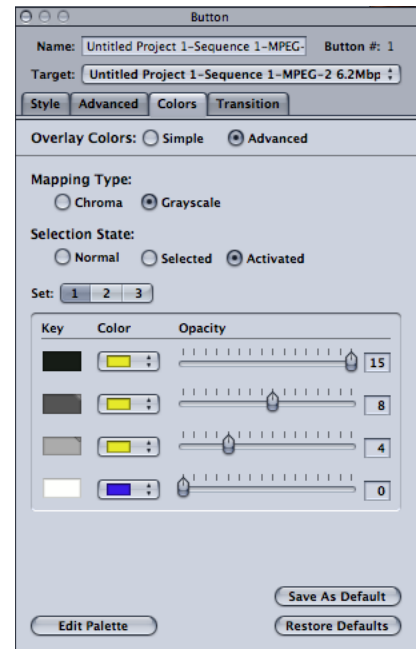 Button
Name: Untitled Project 1-Sequence 1-MPEG- Button #: 1
Target: Untitled Project 1-Sequence 1-MPEG-2 6.2Mbp
Style Advanced Colors Transition
Overlay Colors: Simple Advanced
Mapping Type:
Chroma Grayscale
Selection State:
Normal Selected Activated
Set: 1 2 3
Key Color Opacity
15
8
4
0
Save As Default
Edit Palette Restore Defaults